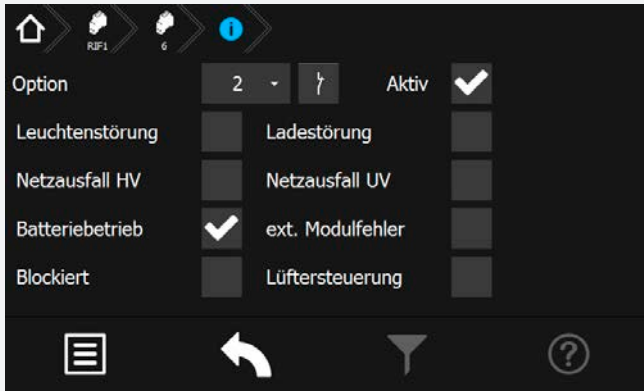 RIF1 6 i
Option 2 Aktiv
Leuchtenstörung Ladestörung
Netzausfall HV Netzausfall UV
Batteriebetrieb ext. Modulfehler
Blockiert Lüftersteuerung
?